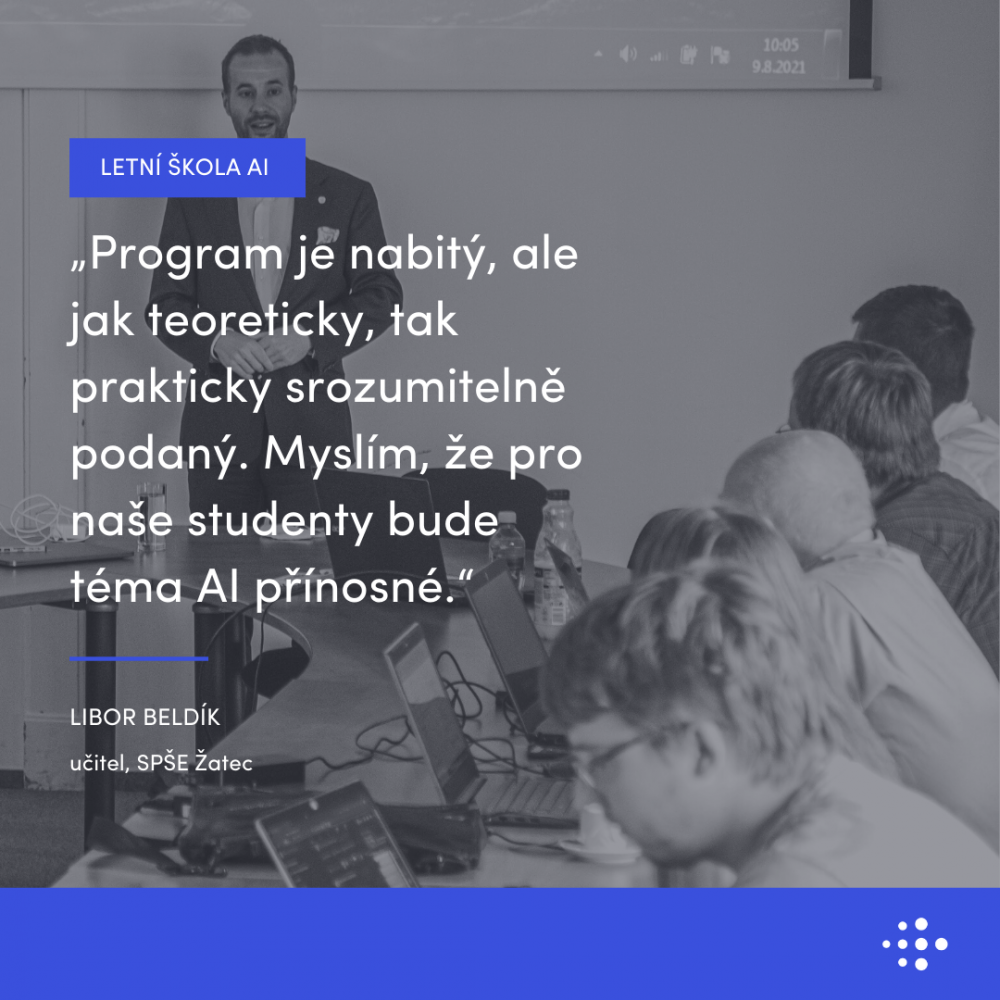 10:05
9.8.2021
LETNÍ ŠKOLA AI
„Program je nabitý, ale
jak teoreticky, tak
prakticky srozumitelně
podaný. Myslím, že pro
naše studenty bude
téma AI přínosné.“
LIBOR BELDÍK
učitel, SPŠE Žatec